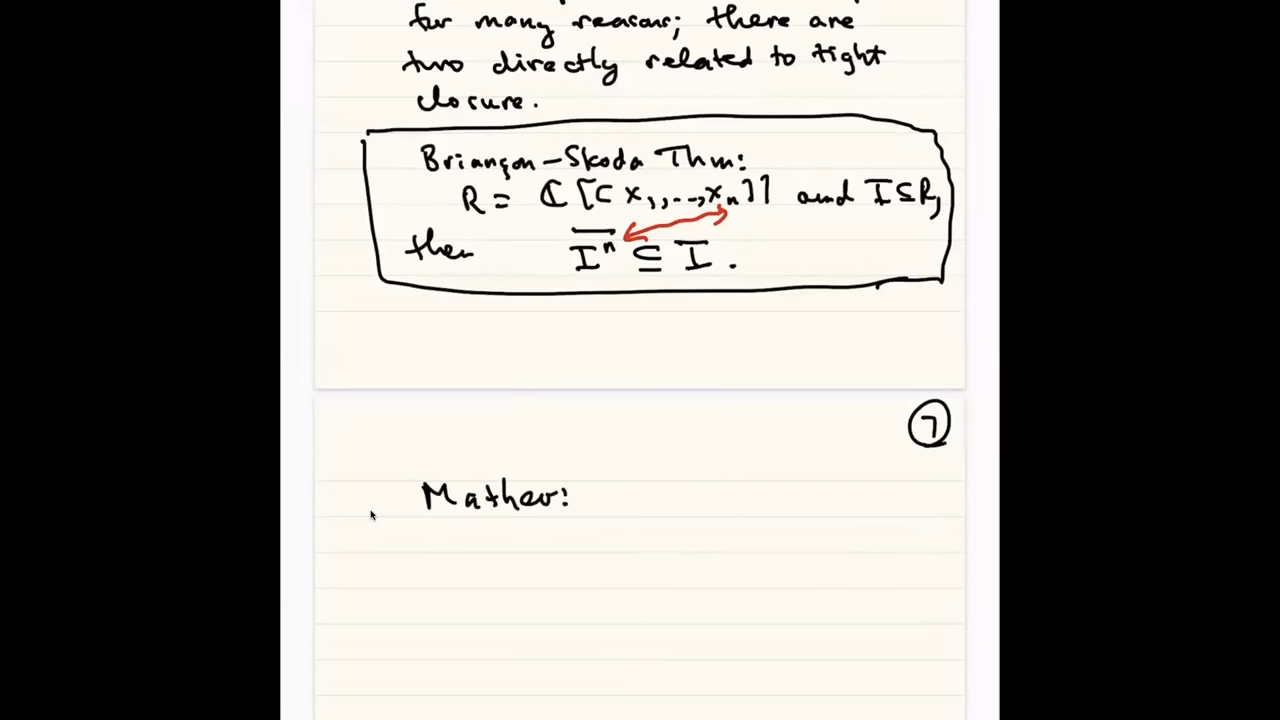 for many reasons; there are
two directly related to tight
closure.
Briançon-Skoda Thm:
R = ℂ[[x₁,...,xₙ]] and I⊆R,
then $\overline{I^n}$ ⊆ I.
⑦
Mather: